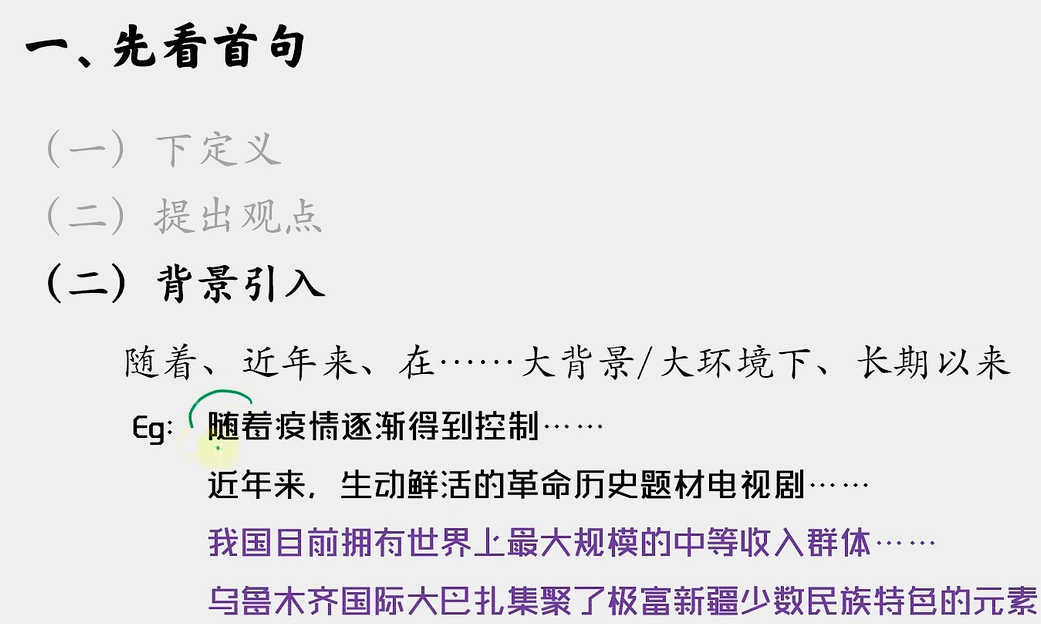 一、先看首句
（一）下定义
（二）提出观点
（二）背景引入
随着、近年来、在……大背景/大环境下、长期以来
Eg: 随着疫情逐渐得到控制……
近年来，生动鲜活的革命历史题材电视剧……
我国目前拥有世界上最大规模的中等收入群体……
乌鲁木齐国际大巴扎集聚了极富新疆少数民族特色的元素